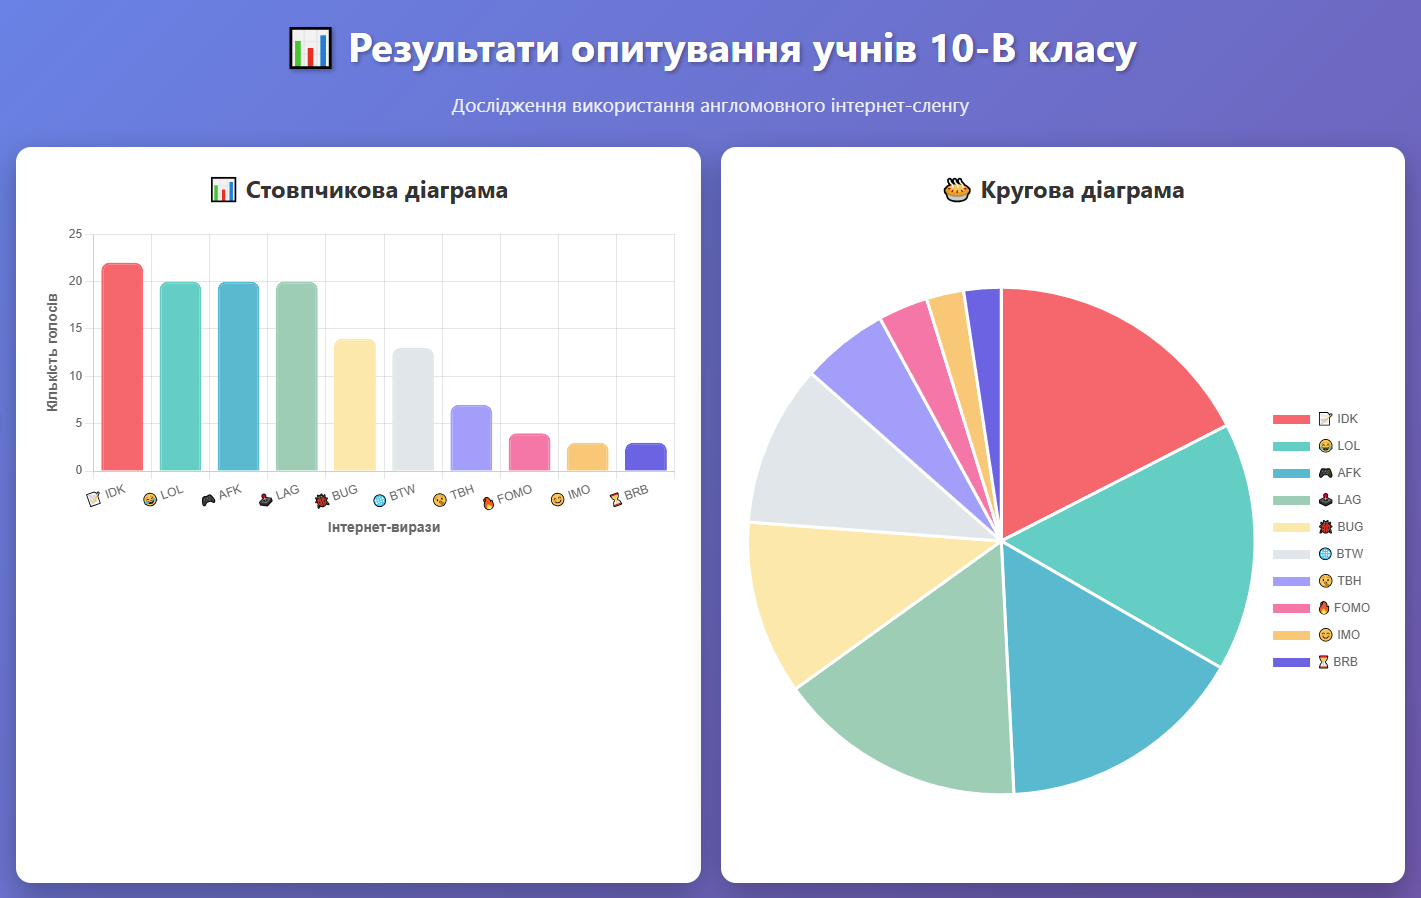 📊 Результати опитування учнів 10-В класу
Дослідження використання англомовного інтернет-сленгу
📊 Стовпчикова діаграма
25
20
15
10
5
0
Кількість голосів
📝 IDK
😂 LOL
🎮 AFK
🕹️ LAG
🐞 BUG
🌐 BTW
🤔 TBH
🔥 FOMO
😊 IMO
⏳ BRB
Інтернет-вирази
🥧 Кругова діаграма
📝 IDK
😂 LOL
🎮 AFK
🕹️ LAG
🐞 BUG
🌐 BTW
🤔 TBH
🔥 FOMO
😊 IMO
⏳ BRB